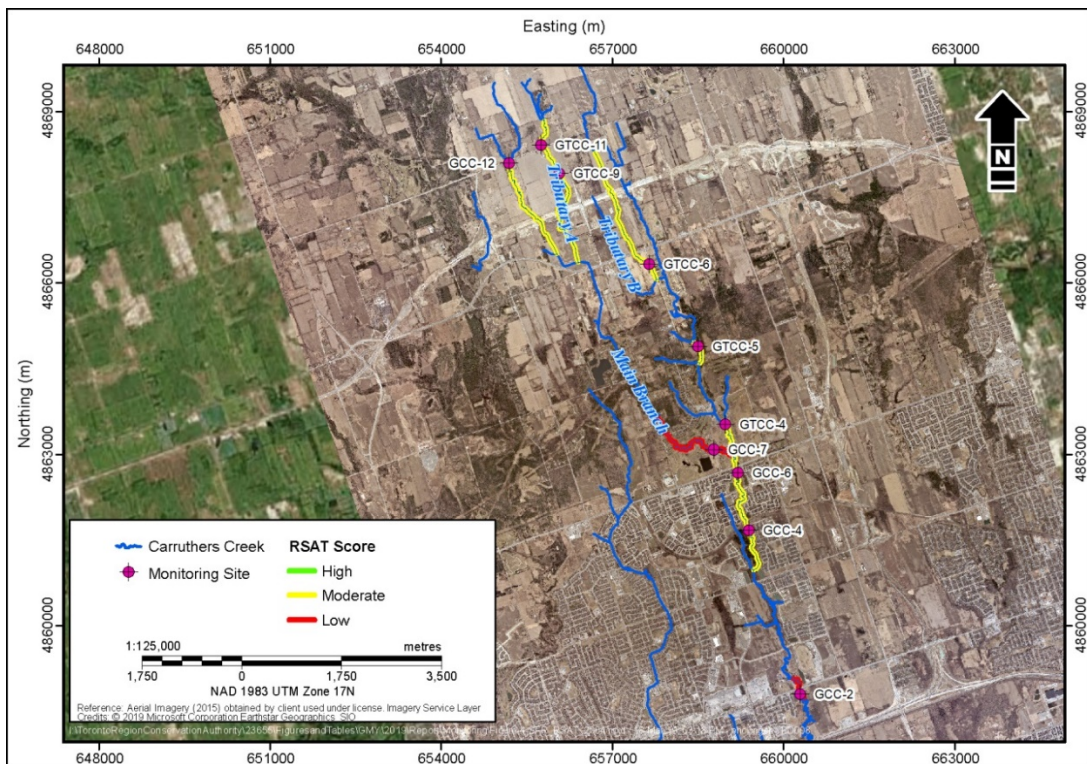 Easting (m)
648000 651000 654000 657000 660000 663000
4869000
4869000
GTCC-11
GCC-12
GTCC-9
Tributary A
N
Tributary B
GTCC-6
4866000
4866000
GTCC-5
Northing (m)
Main Branch
GTCC-4
GCC-7
4863000
4863000
GCC-6
GCC-4
Carruthers Creek
RSAT Score
Monitoring Site
High
Moderate
Low
4860000
4860000
1:125,000 metres
1,750 0 1,750 3,500
NAD 1983 UTM Zone 17N
GCC-2
Reference: Aerial Imagery (2015) obtained by client used under license. Imagery Service Layer
Credits: © 2019 Microsoft Corporation Earthstar Geographics SIO
648000 651000 654000 657000 660000 663000